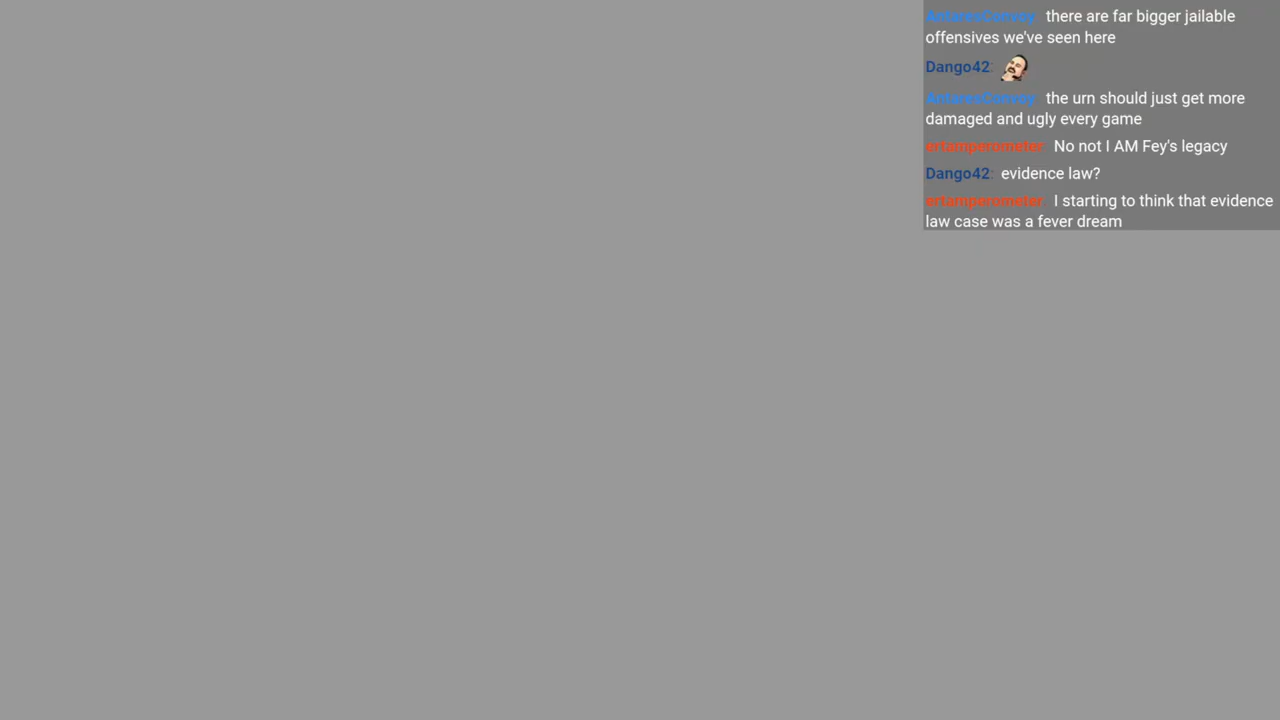 AntaresConvoy: there are far bigger jailable
offensives we've seen here
Dango42:
AntaresConvoy: the urn should just get more
damaged and ugly every game
ertamperometer: No not I AM Fey's legacy
Dango42: evidence law?
ertamperometer: I starting to think that evidence
law case was a fever dream